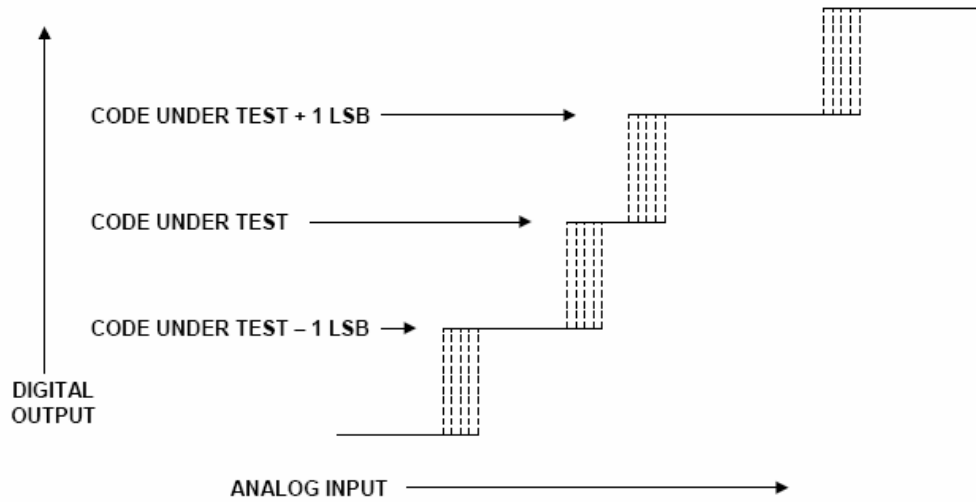 CODE UNDER TEST + 1 LSB
CODE UNDER TEST
CODE UNDER TEST – 1 LSB
DIGITAL
OUTPUT
ANALOG INPUT